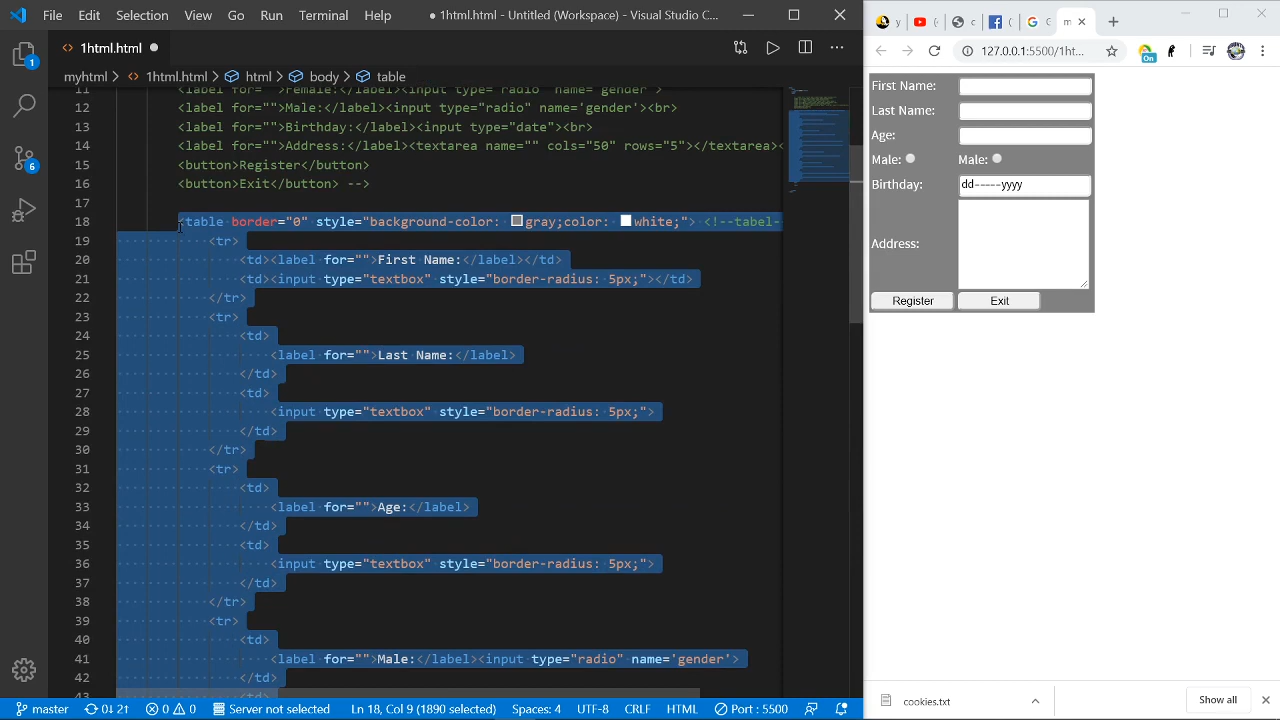 File Edit Selection View Go Run Terminal Help 1html.html - Untitled (Workspace) - Visual Studio C...
1html.html
myhtml 1html.html html body table
12 <label for="">Male</label><input type="radio" name='gender'><br>
13 <label for="">Birthday</label><input type="date"><br>
14 <label for="">Address:</label><textarea name="" cols="50" rows="5"></textarea><
15 <button>Register</button>
16 <button>Exit</button> -->
17
18 <table border="0" style="background-color: gray;color: white;"> <!--tabel-
19 <tr>
20 <td><label for="">First Name:</label></td>
21 <td><input type="textbox" style="border-radius: 5px;"></td>
22 </tr>
23 <tr>
24 <td>
25 <label for="">Last Name:</label>
26 </td>
27 <td>
28 <input type="textbox" style="border-radius: 5px;">
29 </td>
30 </tr>
31 <tr>
32 <td>
33 <label for="">Age:</label>
34 </td>
35 <td>
36 <input type="textbox" style="border-radius: 5px;">
37 </td>
38 </tr>
39 <tr>
40 <td>
41 <label for="">Male:</label><input type="radio" name='gender'>
42 </td>
43 <td>
master 0↓ 2↑ 0 0 Server not selected Ln 18, Col 9 (1890 selected) Spaces: 4 UTF-8 CRLF HTML Port : 5500
1
6
y ( c ( G m
127.0.0.1:5500/1ht...
On
First Name:
Last Name:
Age:
Male: Male:
Birthday: dd-----yyyy
Address:
Register Exit
cookies.txt Show all